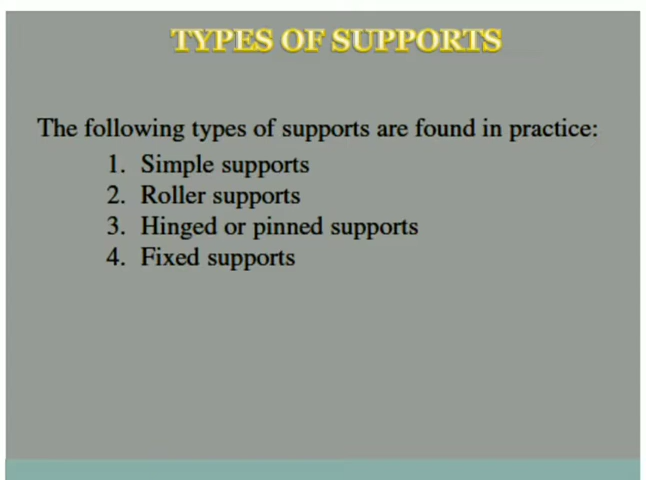 TYPES OF SUPPORTS
The following types of supports are found in practice:
1. Simple supports
2. Roller supports
3. Hinged or pinned supports
4. Fixed supports